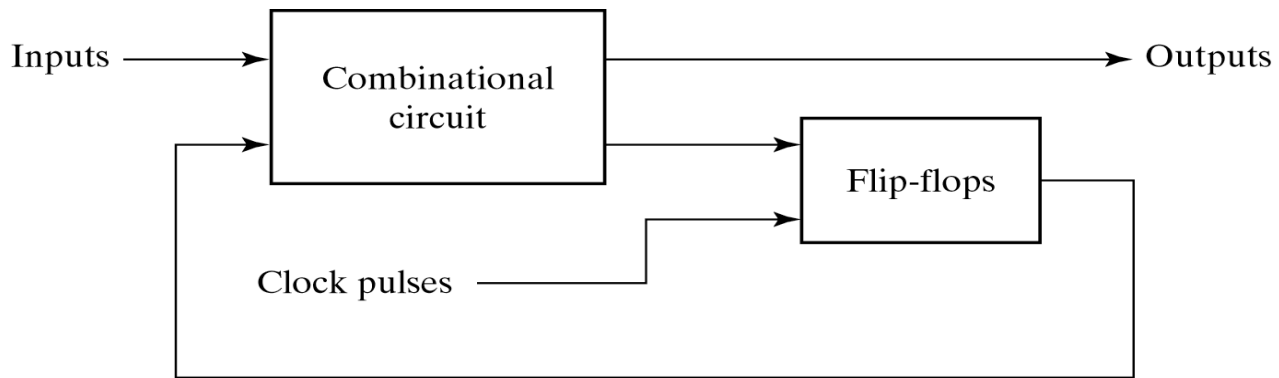 Inputs
Combinational
circuit
Outputs
Flip-flops
Clock pulses